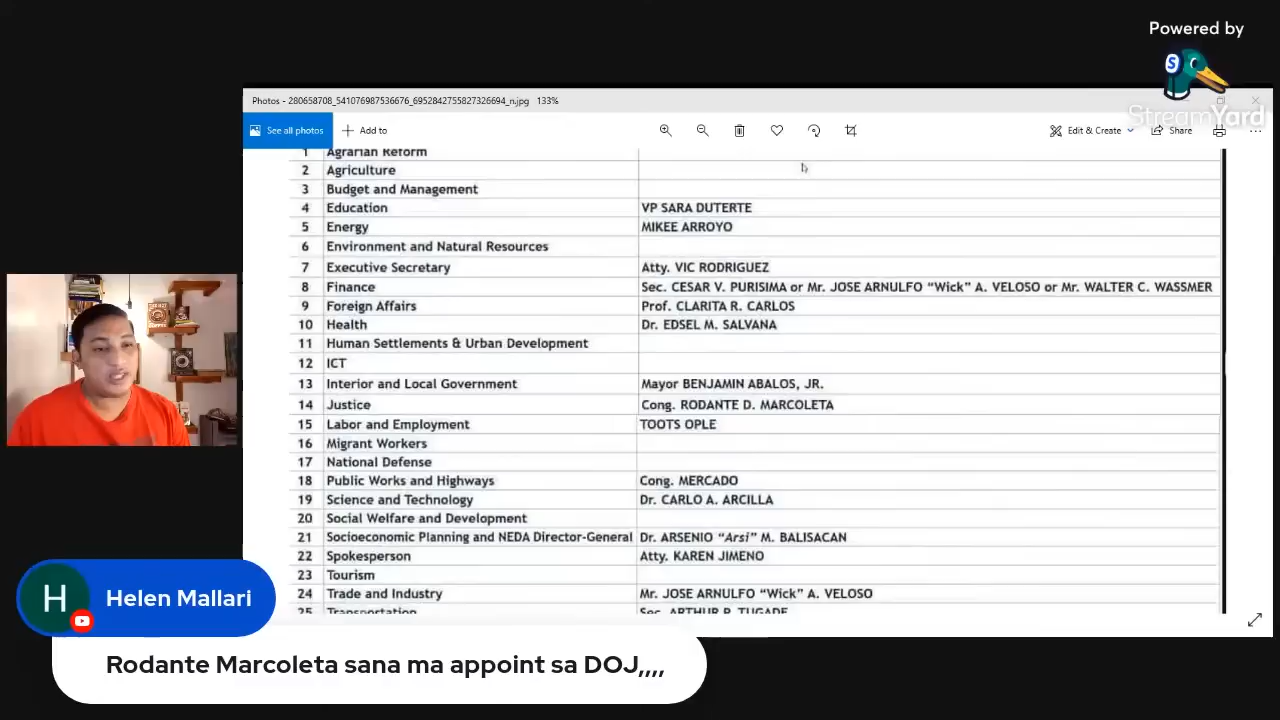 Powered by
StreamYard
Photos - 280658708_541076987536676_6952842755827326694_n.jpg 133%
See all photos
Add to
Edit & Create
Share
1 Agrarian Reform
2 Agriculture
3 Budget and Management
4 Education VP SARA DUTERTE
5 Energy MIKEE ARROYO
6 Environment and Natural Resources
7 Executive Secretary Atty. VIC RODRIGUEZ
8 Finance Sec. CESAR V. PURISIMA or Mr. JOSE ARNULFO “Wick” A. VELOSO or Mr. WALTER C. WASSMER
9 Foreign Affairs Prof. CLARITA R. CARLOS
10 Health Dr. EDSEL M. SALVANA
11 Human Settlements & Urban Development
12 ICT
13 Interior and Local Government Mayor BENJAMIN ABALOS, JR.
14 Justice Cong. RODANTE D. MARCOLETA
15 Labor and Employment TOOTS OPLE
16 Migrant Workers
17 National Defense
18 Public Works and Highways Cong. MERCADO
19 Science and Technology Dr. CARLO A. ARCILLA
20 Social Welfare and Development
21 Socioeconomic Planning and NEDA Director-General Dr. ARSENIO “Arsi” M. BALISACAN
22 Spokesperson Atty. KAREN JIMENO
23 Tourism
24 Trade and Industry Mr. JOSE ARNULFO “Wick” A. VELOSO
25 Transportation Sec. ARTHUR P. TUGADE
H
Helen Mallari
Rodante Marcoleta sana ma appoint sa DOJ,,,,